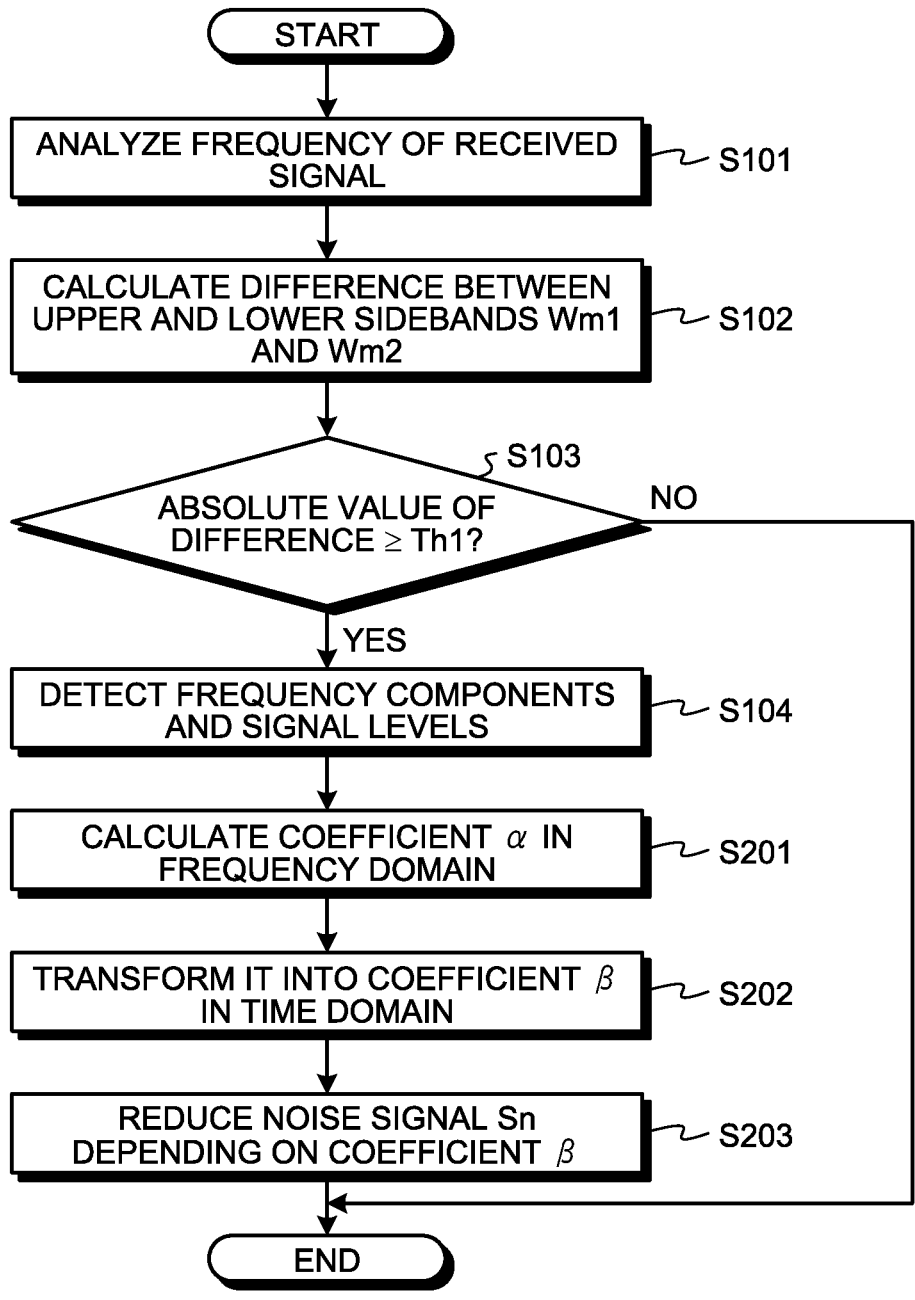 START
ANALYZE FREQUENCY OF RECEIVED
SIGNAL
S101
CALCULATE DIFFERENCE BETWEEN
UPPER AND LOWER SIDEBANDS Wm1
AND Wm2
S102
S103
ABSOLUTE VALUE OF
DIFFERENCE ≥ Th1?
NO
YES
DETECT FREQUENCY COMPONENTS
AND SIGNAL LEVELS
S104
CALCULATE COEFFICIENT α IN
FREQUENCY DOMAIN
S201
TRANSFORM IT INTO COEFFICIENT β
IN TIME DOMAIN
S202
REDUCE NOISE SIGNAL Sn
DEPENDING ON COEFFICIENT β
S203
END